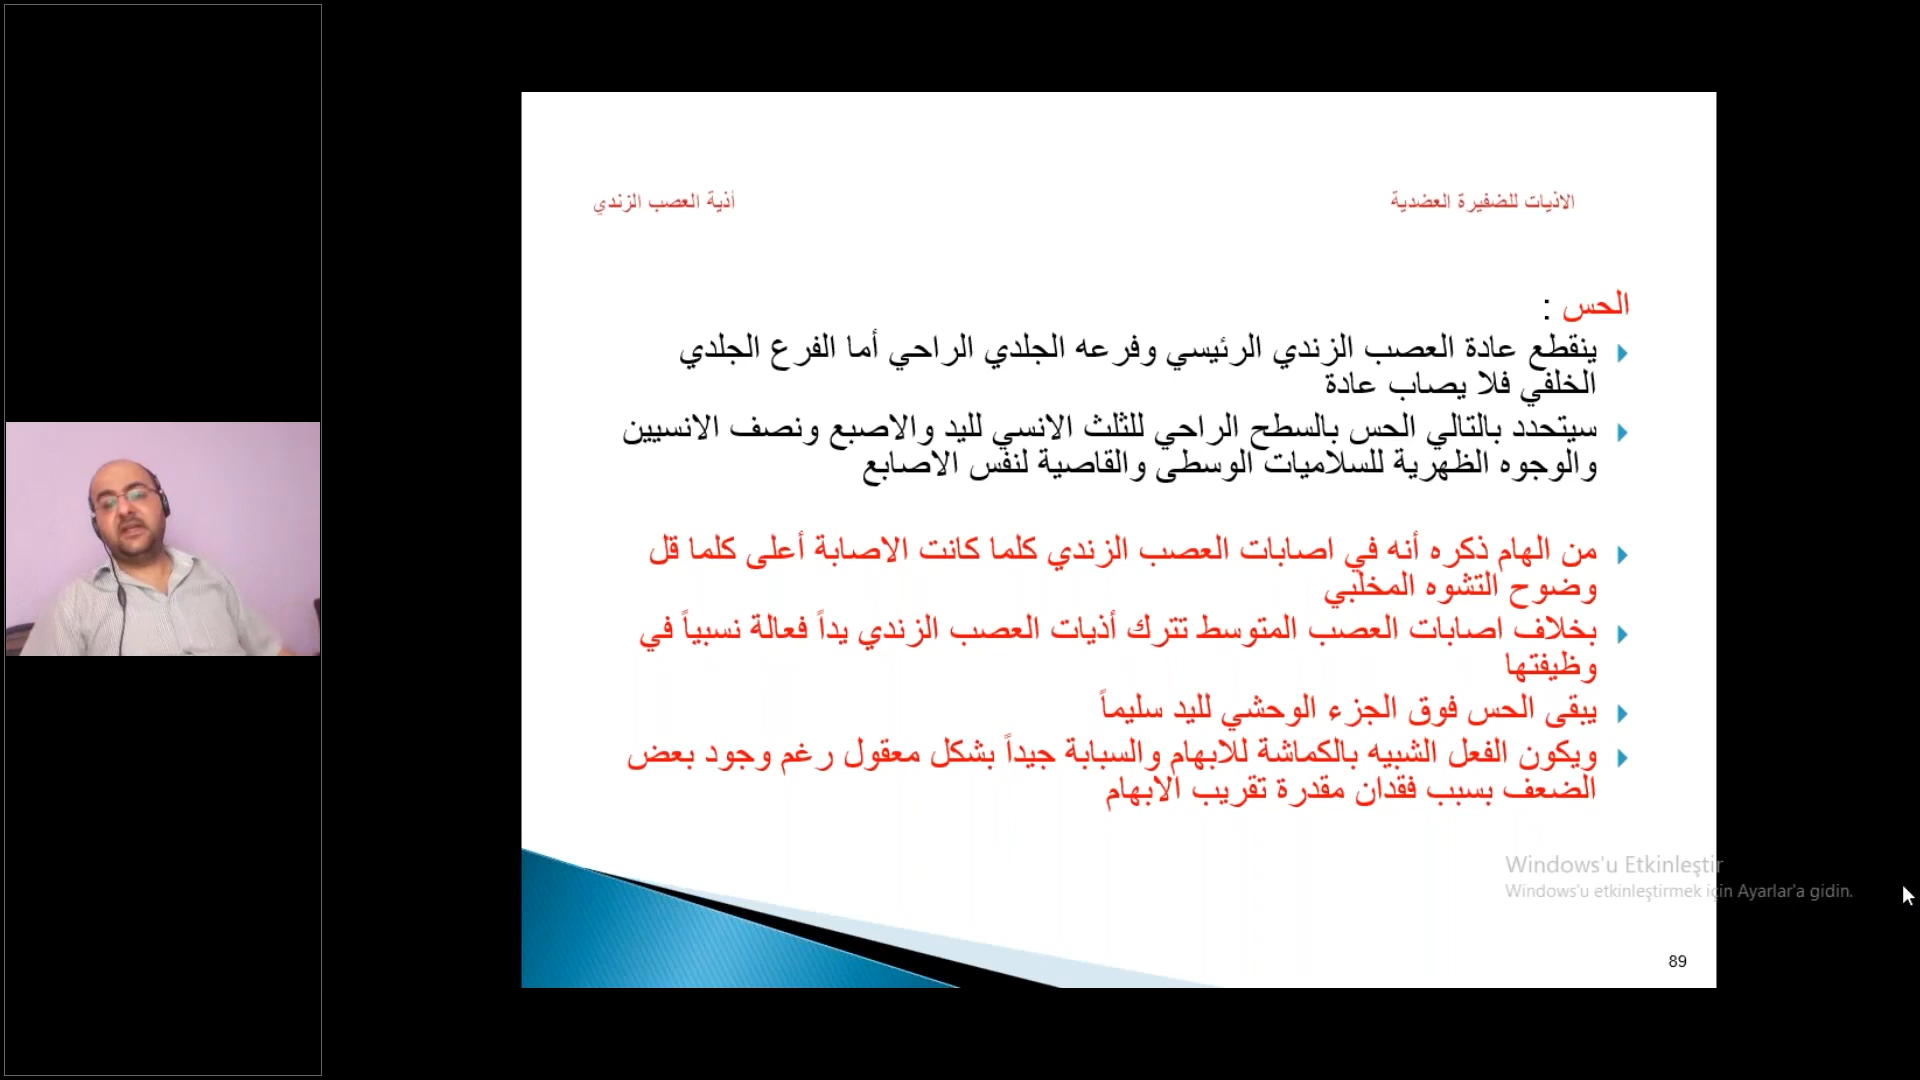 الاذيات للضفيرة العضدية
أذية العصب الزندي
الحس :
ينقطع عادة العصب الزندي الرئيسي وفرعه الجلدي الراحي أما الفرع الجلدي
الخلفي فلا يصاب عادة
سيتحدد بالتالي الحس بالسطح الراحي للثلث الانسي لليد والاصبع ونصف الانسيين
والوجوه الظهرية للسلاميات الوسطى والقاصية لنفس الاصابع
من الهام ذكره أنه في اصابات العصب الزندي كلما كانت الاصابة أعلى كلما قل
وضوح التشوه المخلبي
بخلاف اصابات العصب المتوسط تترك أذيات العصب الزندي يداً فعالة نسبياً في
وظيفتها
يبقى الحس فوق الجزء الوحشي لليد سليماً
ويكون الفعل الشبيه بالكماشة للابهام والسبابة جيداً بشكل معقول رغم وجود بعض
الضعف بسبب فقدان مقدرة تقريب الابهام
Windows'u Etkinleştir
Windows'u etkinleştirmek için Ayarlar'a gidin.
89